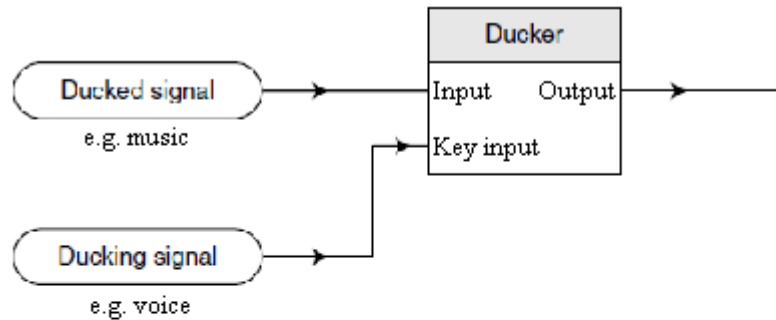 Ducker
Ducked signal
Input Output
e.g. music
Key input
Ducking signal
e.g. voice